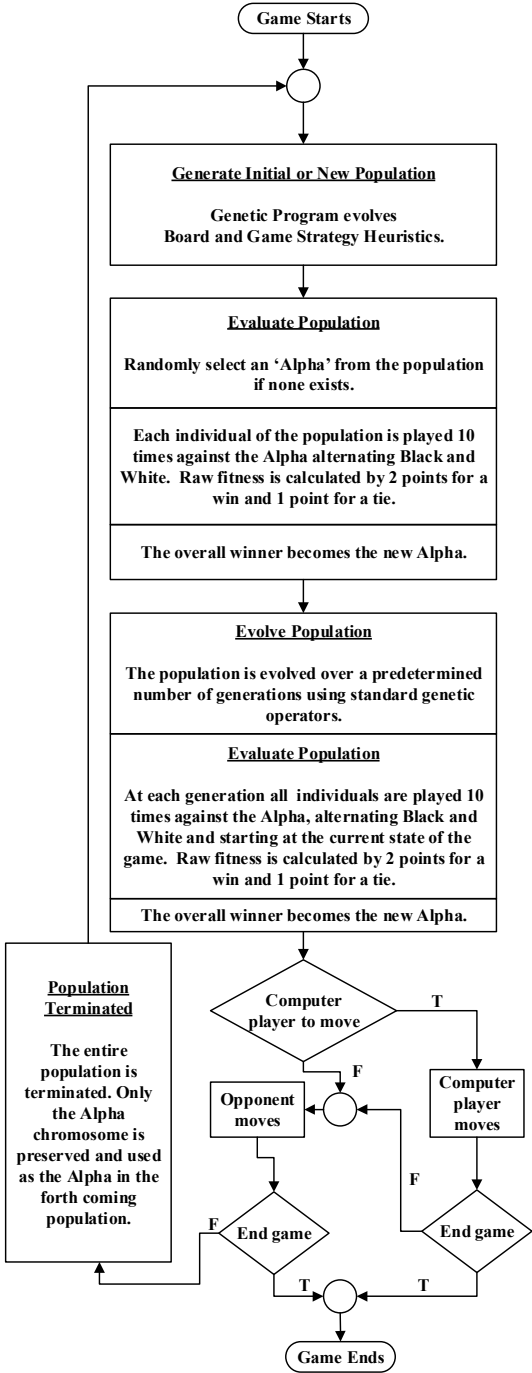 Game Starts
Generate Initial or New Population
Genetic Program evolves
Board and Game Strategy Heuristics.
Evaluate Population
Randomly select an ‘Alpha’ from the population
if none exists.
Each individual of the population is played 10
times against the Alpha alternating Black and
White. Raw fitness is calculated by 2 points for a
win and 1 point for a tie.
The overall winner becomes the new Alpha.
Evolve Population
The population is evolved over a predetermined
number of generations using standard genetic
operators.
Evaluate Population
At each generation all individuals are played 10
times against the Alpha, alternating Black and
White and starting at the current state of the
game. Raw fitness is calculated by 2 points for a
win and 1 point for a tie.
The overall winner becomes the new Alpha.
Population
Terminated
The entire
population is
terminated. Only
the Alpha
chromosome is
preserved and used
as the Alpha in the
forth coming
population.
Computer
player to move
T
F
Opponent
moves
Computer
player
moves
F
F
End game
End game
T
T
Game Ends